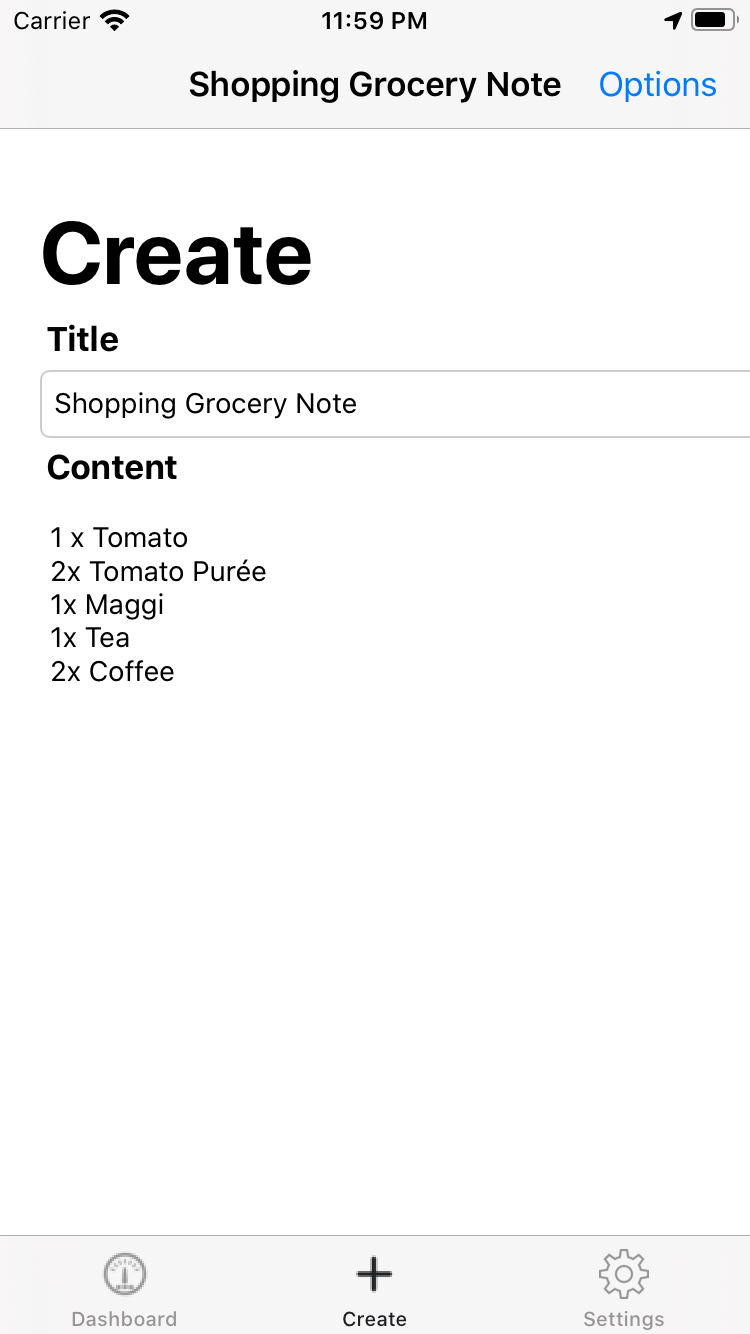 Carrier 11:59 PM
Shopping Grocery Note Options
Create
Title
Shopping Grocery Note
Content
1 x Tomato
2x Tomato Purée
1x Maggi
1x Tea
2x Coffee
Dashboard Create Settings